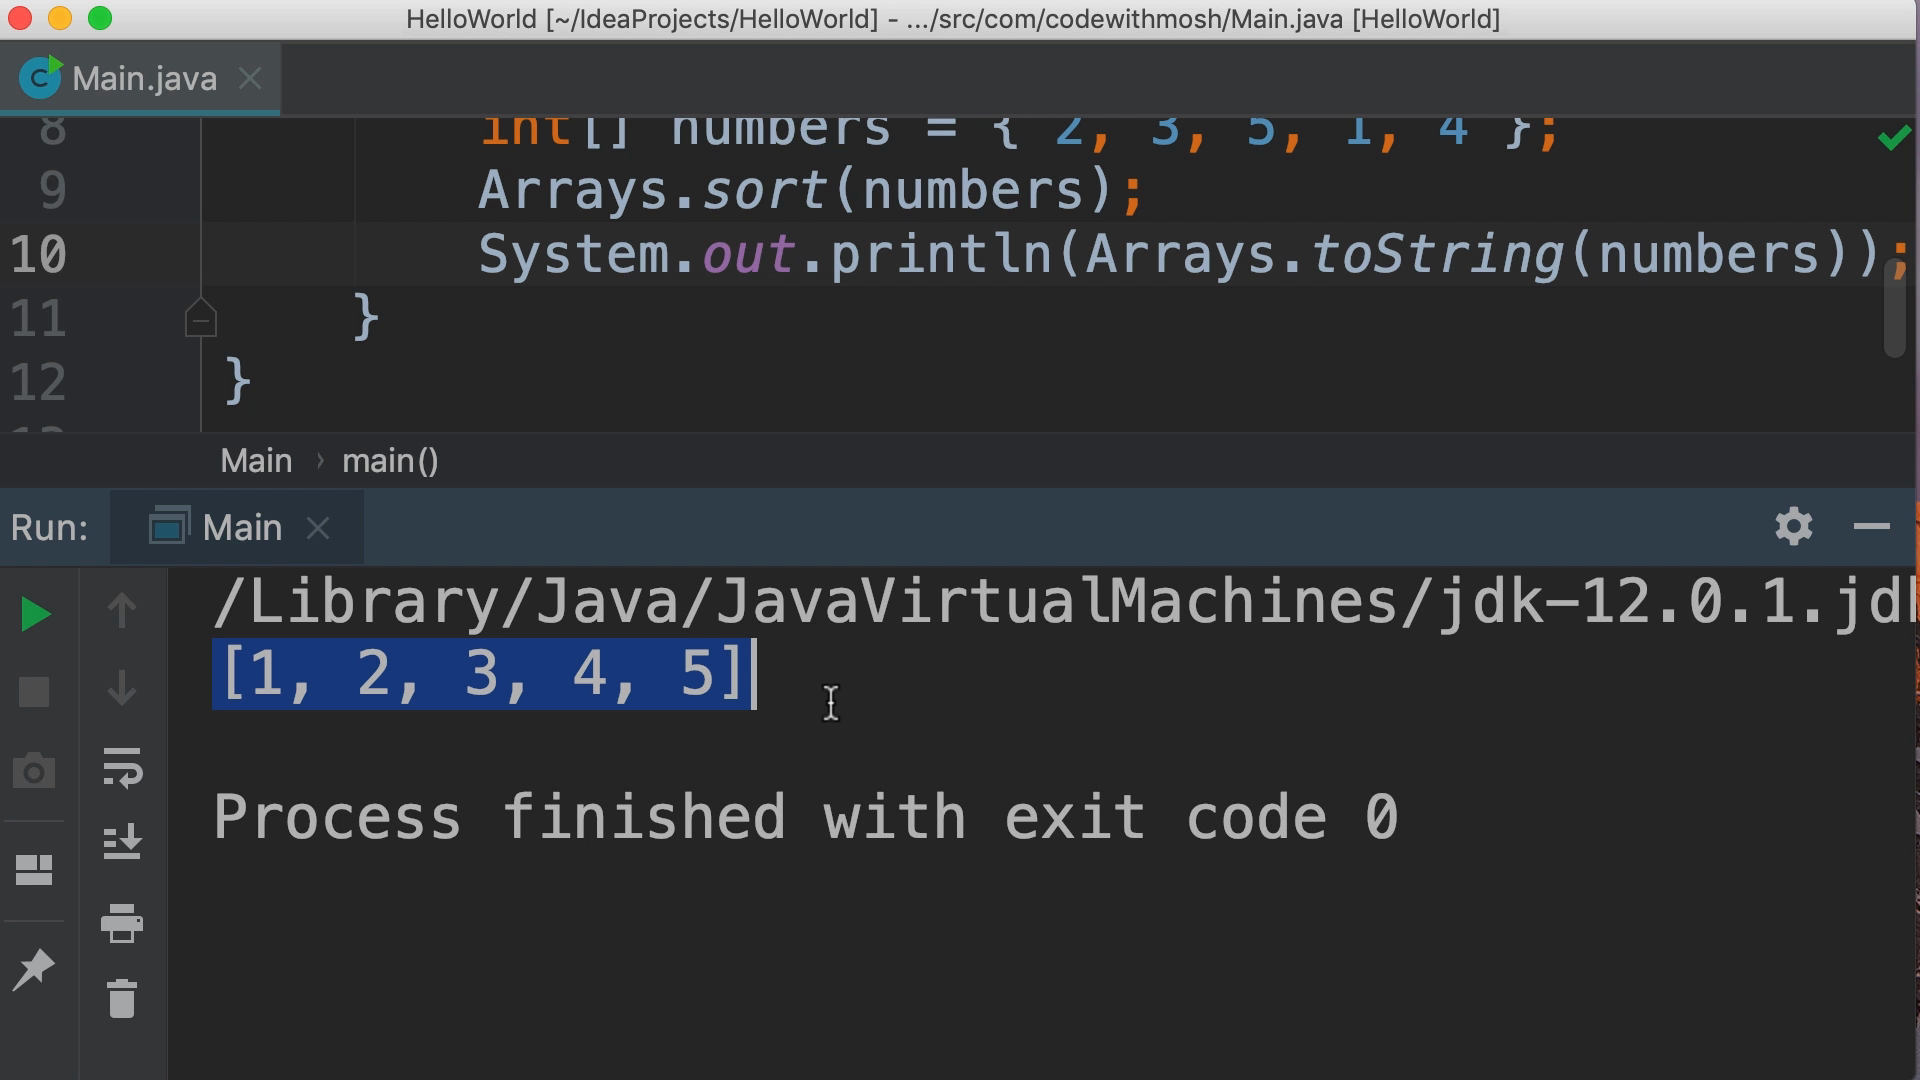 HelloWorld [~/IdeaProjects/HelloWorld] - .../src/com/codewithmosh/Main.java [HelloWorld]
Main.java
8 int[] numbers = { 2, 3, 5, 1, 4 };
9 Arrays.sort(numbers);
10 System.out.println(Arrays.toString(numbers));
11 }
12 }
Main › main()
Run: Main
/Library/Java/JavaVirtualMachines/jdk-12.0.1.jd
[1, 2, 3, 4, 5]
Process finished with exit code 0